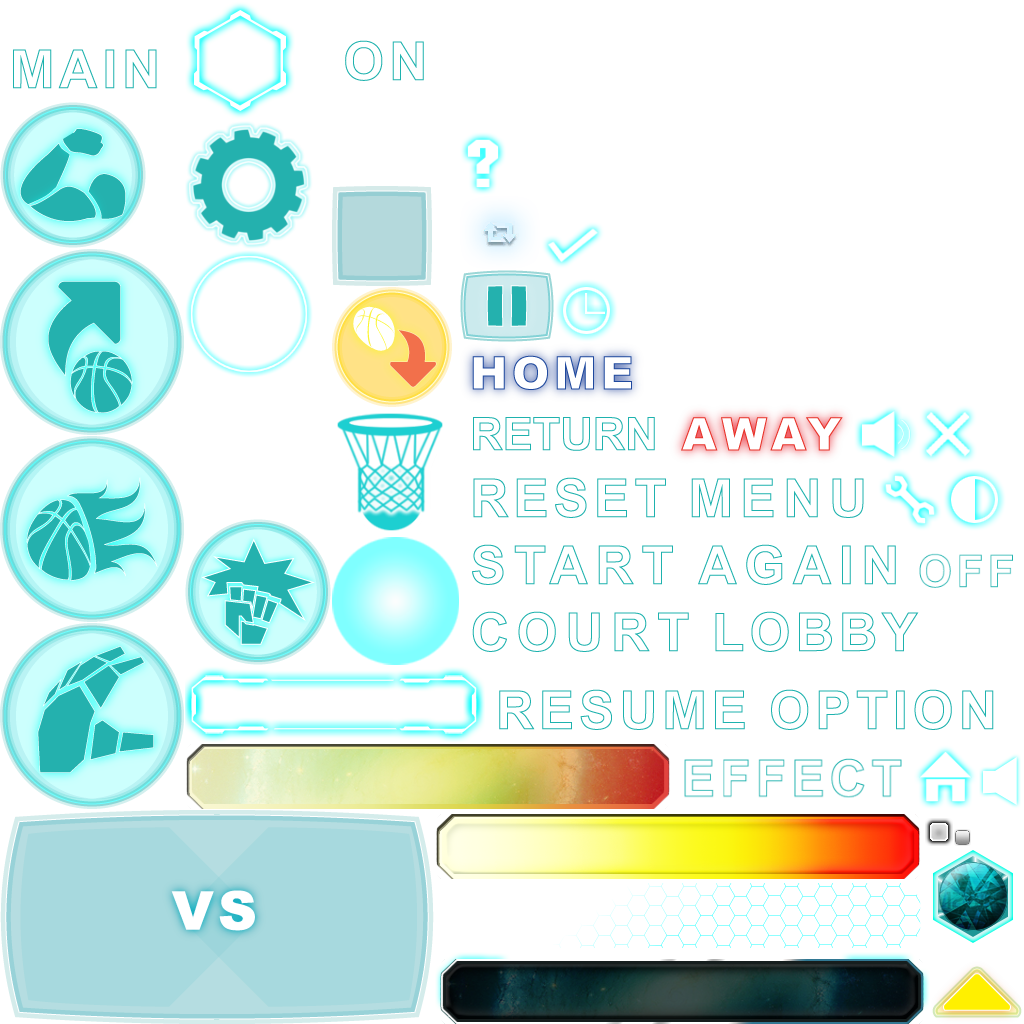 MAIN
ON
?
HOME
RETURN
AWAY
RESET MENU
START AGAIN
OFF
COURT LOBBY
RESUME OPTION
EFFECT
VS